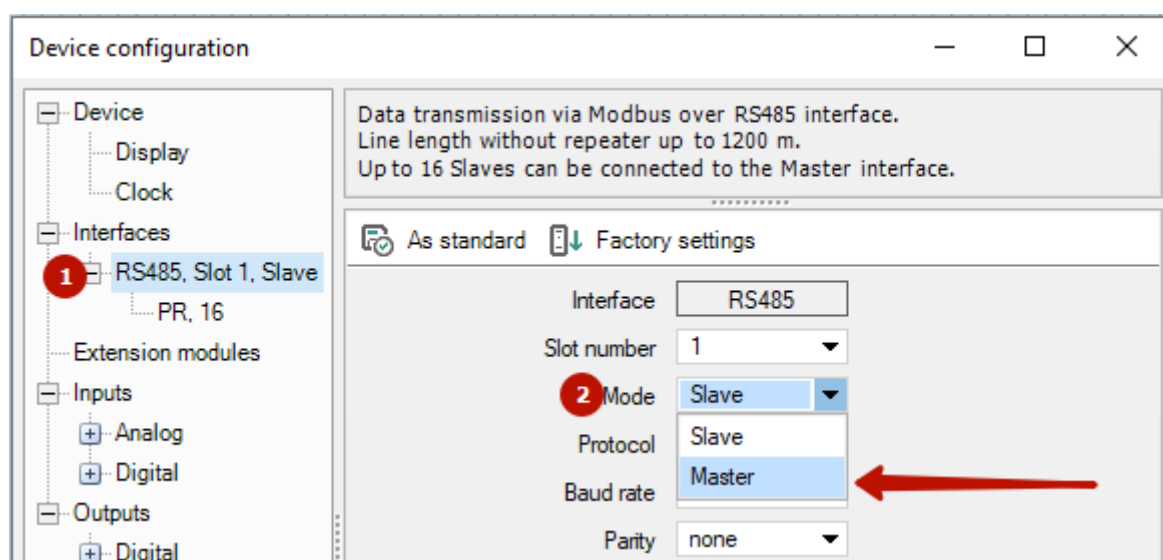 Device configuration
Device
Display
Clock
Interfaces
1
RS485, Slot 1, Slave
PR, 16
Extension modules
Inputs
Analog
Digital
Outputs
Digital
Data transmission via Modbus over RS485 interface.
Line length without repeater up to 1200 m.
Up to 16 Slaves can be connected to the Master interface.
As standard Factory settings
Interface RS485
Slot number 1
2 Mode Slave
Slave
Protocol
Master
Baud rate
Parity none